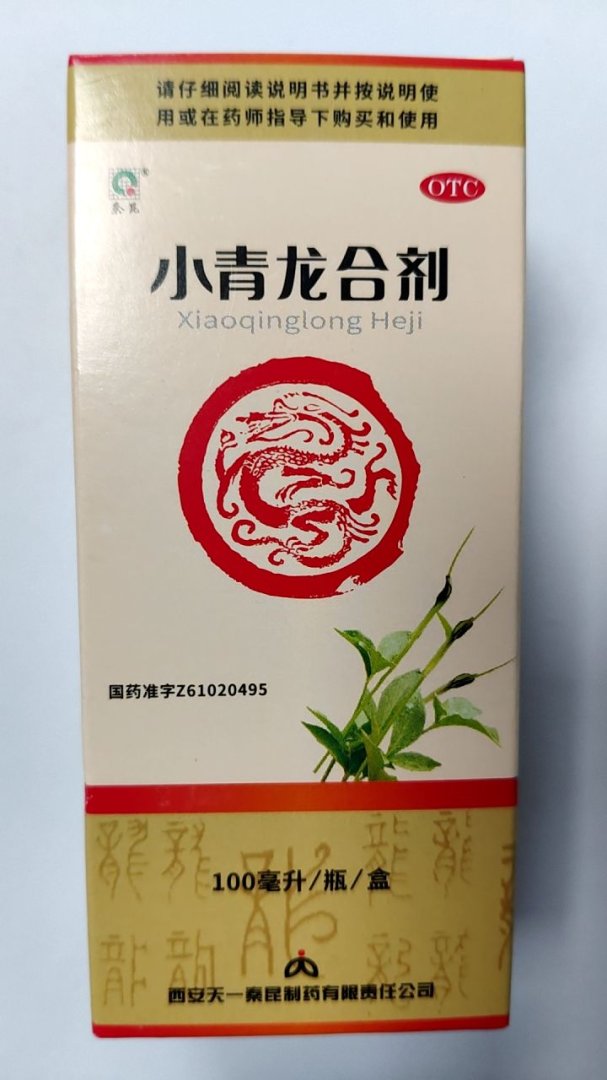 请仔细阅读说明书并按说明使
用或在药师指导下购买和使用
秦昆
OTC
小青龙合剂
Xiaoqinglong Heji
国药准字Z61020495
100毫升/瓶/盒
西安天一秦昆制药有限责任公司